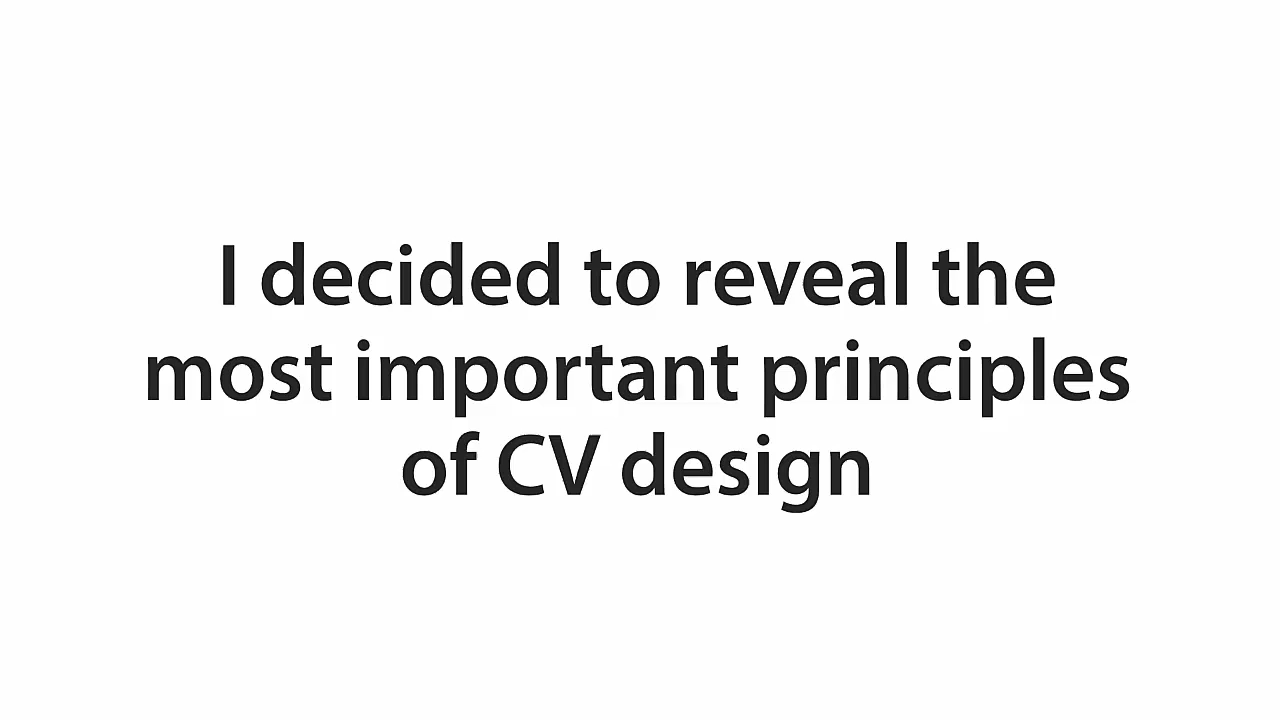 I decided to reveal the
most important principles
of CV design